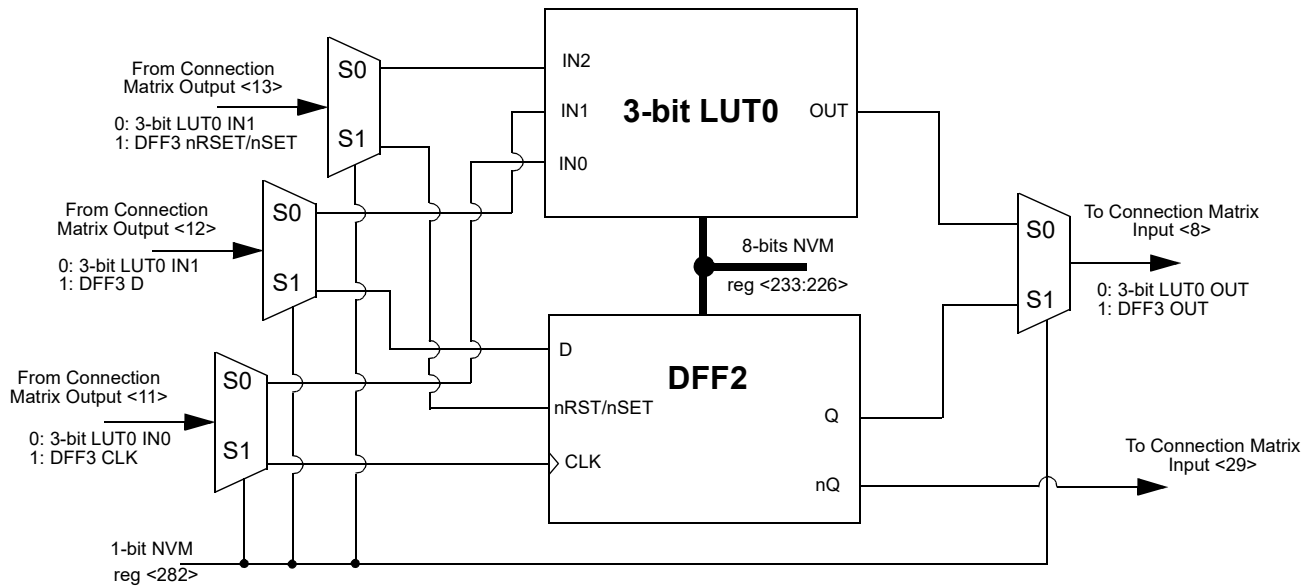 From Connection
Matrix Output <13>
0: 3-bit LUT0 IN1
1: DFF3 nRSET/nSET
S0
S1
From Connection
Matrix Output <12>
0: 3-bit LUT0 IN1
1: DFF3 D
S0
S1
From Connection
Matrix Output <11>
0: 3-bit LUT0 IN0
1: DFF3 CLK
S0
S1
1-bit NVM
reg <282>
IN2
IN1
IN0
3-bit LUT0
OUT
8-bits NVM
reg <233:226>
D
nRST/nSET
CLK
DFF2
Q
nQ
S0
S1
To Connection Matrix
Input <8>
0: 3-bit LUT0 OUT
1: DFF3 OUT
To Connection Matrix
Input <29>